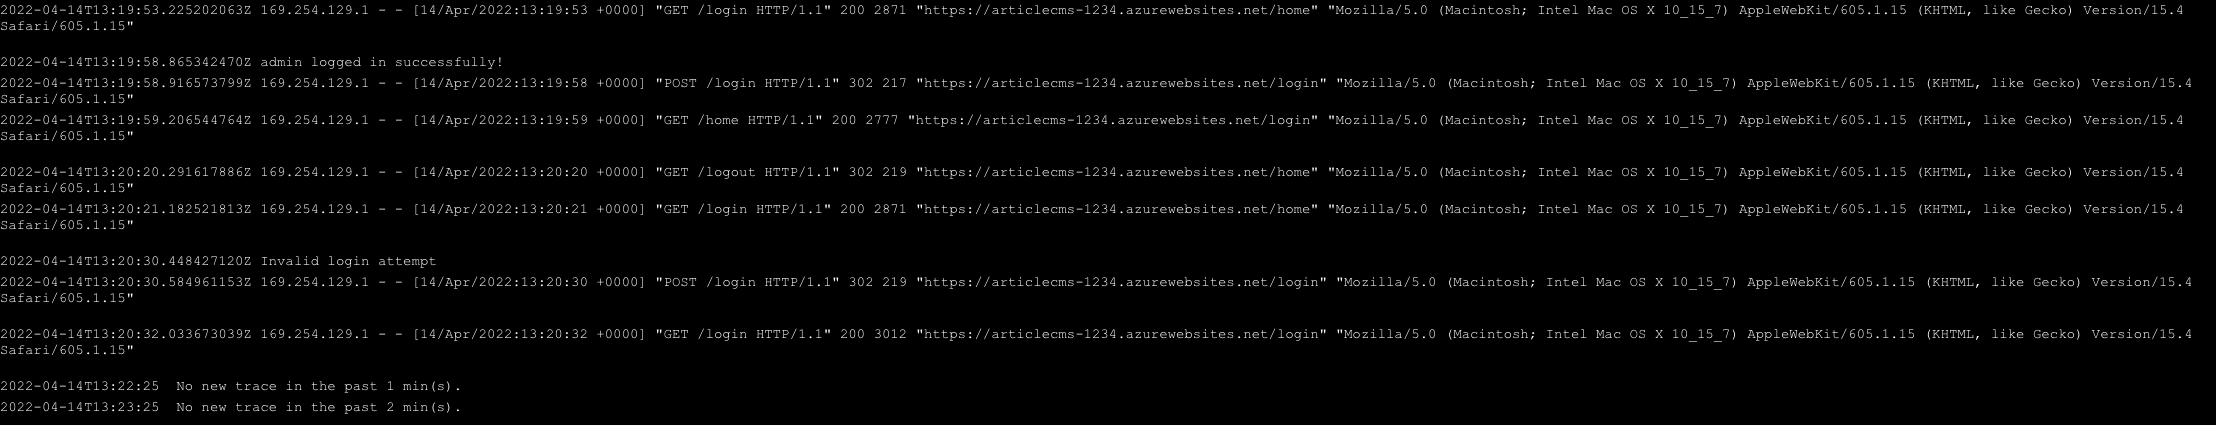 2022-04-14T13:19:53.225202063Z 169.254.129.1 - - [14/Apr/2022:13:19:53 +0000] "GET /login HTTP/1.1" 200 2871 "https://articlecms-1234.azurewebsites.net/home" "Mozilla/5.0 (Macintosh; Intel Mac OS X 10_15_7) AppleWebKit/605.1.15 (KHTML, like Gecko) Version/15.4
Safari/605.1.15"
2022-04-14T13:19:58.865342470Z admin logged in successfully!
2022-04-14T13:19:58.916573799Z 169.254.129.1 - - [14/Apr/2022:13:19:58 +0000] "POST /login HTTP/1.1" 302 217 "https://articlecms-1234.azurewebsites.net/login" "Mozilla/5.0 (Macintosh; Intel Mac OS X 10_15_7) AppleWebKit/605.1.15 (KHTML, like Gecko) Version/15.4
Safari/605.1.15"
2022-04-14T13:19:59.206544764Z 169.254.129.1 - - [14/Apr/2022:13:19:59 +0000] "GET /home HTTP/1.1" 200 2777 "https://articlecms-1234.azurewebsites.net/login" "Mozilla/5.0 (Macintosh; Intel Mac OS X 10_15_7) AppleWebKit/605.1.15 (KHTML, like Gecko) Version/15.4
Safari/605.1.15"
2022-04-14T13:20:20.291617886Z 169.254.129.1 - - [14/Apr/2022:13:20:20 +0000] "GET /logout HTTP/1.1" 302 219 "https://articlecms-1234.azurewebsites.net/home" "Mozilla/5.0 (Macintosh; Intel Mac OS X 10_15_7) AppleWebKit/605.1.15 (KHTML, like Gecko) Version/15.4
Safari/605.1.15"
2022-04-14T13:20:21.182521813Z 169.254.129.1 - - [14/Apr/2022:13:20:21 +0000] "GET /login HTTP/1.1" 200 2871 "https://articlecms-1234.azurewebsites.net/home" "Mozilla/5.0 (Macintosh; Intel Mac OS X 10_15_7) AppleWebKit/605.1.15 (KHTML, like Gecko) Version/15.4
Safari/605.1.15"
2022-04-14T13:20:30.448427120Z Invalid login attempt
2022-04-14T13:20:30.584961153Z 169.254.129.1 - - [14/Apr/2022:13:20:30 +0000] "POST /login HTTP/1.1" 302 219 "https://articlecms-1234.azurewebsites.net/login" "Mozilla/5.0 (Macintosh; Intel Mac OS X 10_15_7) AppleWebKit/605.1.15 (KHTML, like Gecko) Version/15.4
Safari/605.1.15"
2022-04-14T13:20:32.033673039Z 169.254.129.1 - - [14/Apr/2022:13:20:32 +0000] "GET /login HTTP/1.1" 200 3012 "https://articlecms-1234.azurewebsites.net/login" "Mozilla/5.0 (Macintosh; Intel Mac OS X 10_15_7) AppleWebKit/605.1.15 (KHTML, like Gecko) Version/15.4
Safari/605.1.15"
2022-04-14T13:22:25  No new trace in the past 1 min(s).
2022-04-14T13:23:25  No new trace in the past 2 min(s).